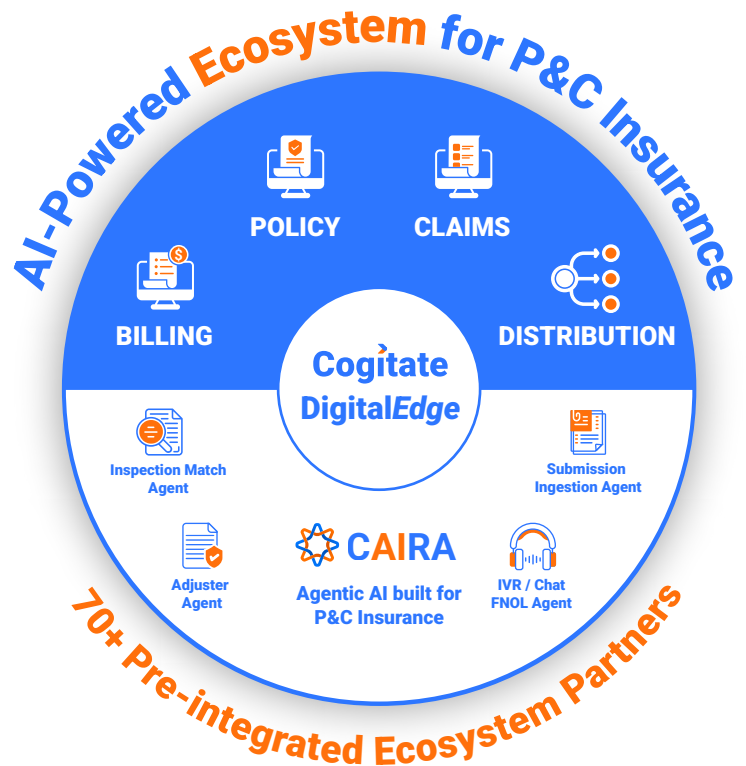 AI-Powered Ecosystem for P&C Insurance
POLICY
CLAIMS
BILLING
DISTRIBUTION
Cogitate
DigitalEdge
Inspection Match
Agent
Submission
Ingestion Agent
Adjuster
Agent
CAIRA
Agentic AI built for
P&C Insurance
IVR / Chat
FNOL Agent
70+ Pre-integrated Ecosystem Partners